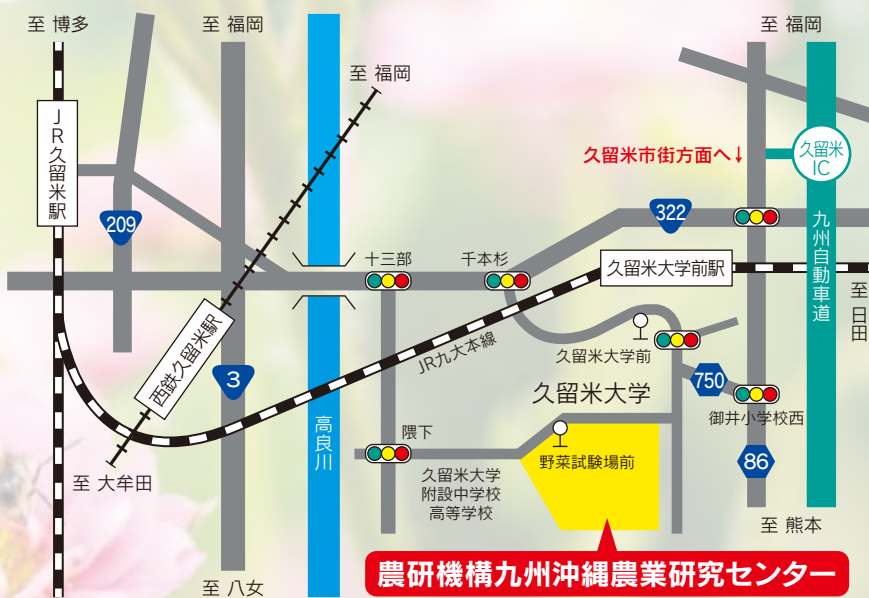 至 博多
至 福岡
至 福岡
至 福岡
JR久留米駅
久留米市街方面へ↓
久留米
IC
209
322
九州自動車道
十三部
千本杉
久留米大学前駅
至 日田
西鉄久留米駅
JR九大本線
久留米大学前
3
750
久留米大学
御井小学校西
高良川
隈下
野菜試験場前
86
至 大牟田
久留米大学
附設中学校
高等学校
至 熊本
農研機構九州沖縄農業研究センター
至 八女